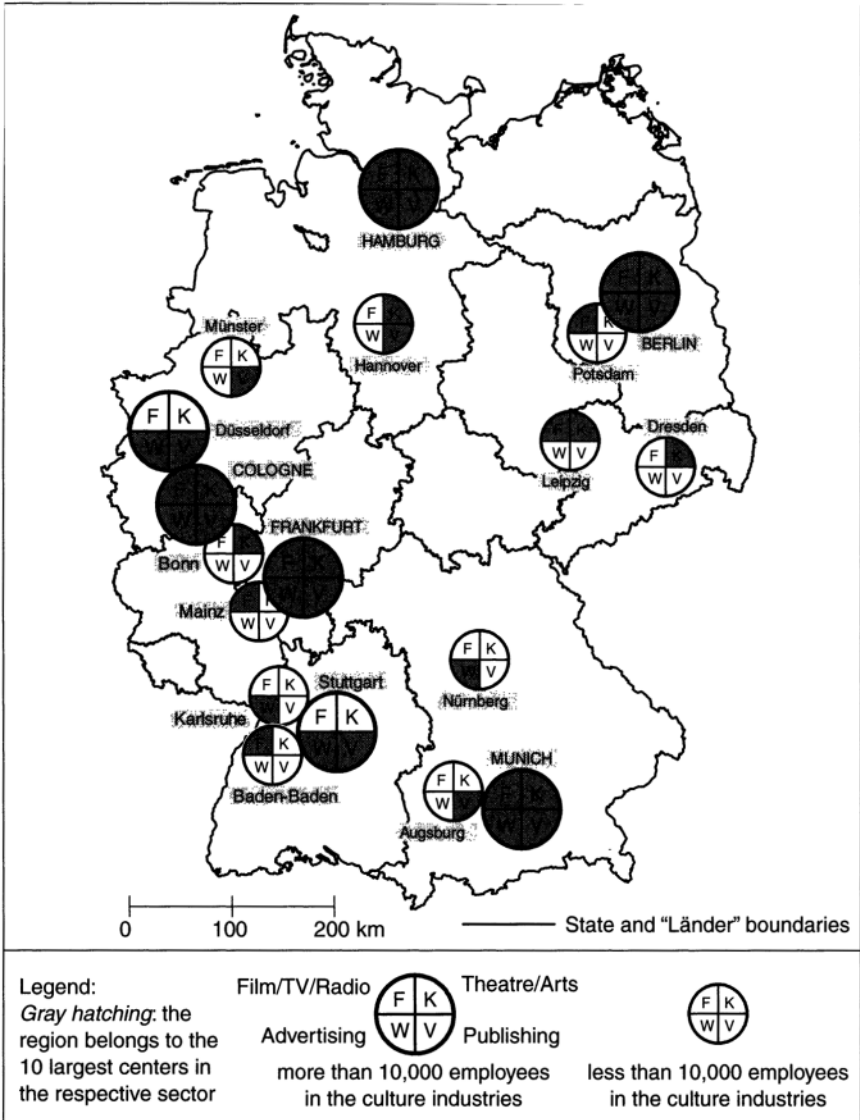 F K
W V
HAMBURG
F K
W V
BERLIN
F K
W V
Potsdam
F K
W V
Hannover
Münster
F K
W V
F K
W V
Düsseldorf
F K
W V
Leipzig
Dresden
F K
W V
COLOGNE
F K
W V
Bonn
F K
W V
FRANKFURT
F K
W V
Mainz
W V
F K
W V
Nürnberg
Karlsruhe
F K
W V
Stuttgart
F K
W V
F K
W V
Baden-Baden
MUNICH
F K
W V
F K
W V
Augsburg
0 100 200 km
State and “Länder” boundaries
Legend:
Gray hatching: the
region belongs to the
10 largest centers in
the respective sector
Film/TV/Radio F K Theatre/Arts
Advertising W V Publishing
more than 10,000 employees
in the culture industries
F K
W V
less than 10,000 employees
in the culture industries